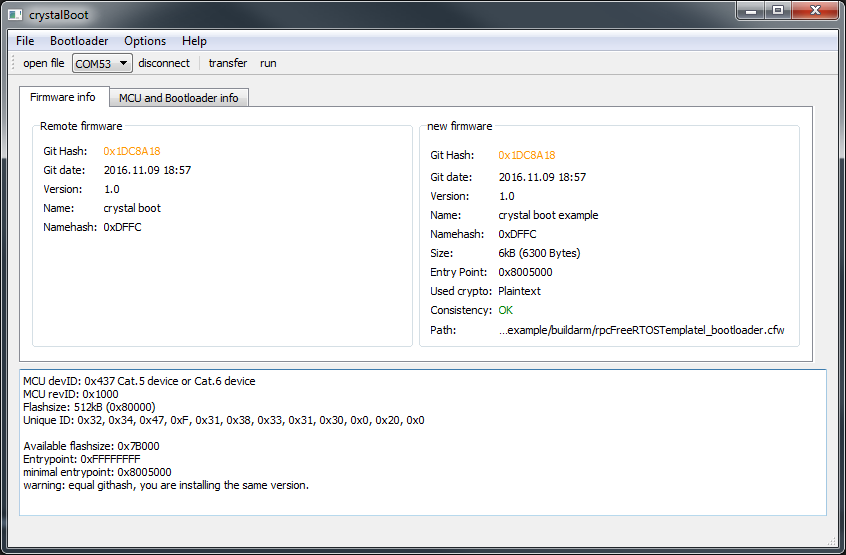 crystalBoot
File Bootloader Options Help
open file COM53 disconnect transfer run
Firmware info MCU and Bootloader info
Remote firmware
Git Hash: 0x1DC8A18
Git date: 2016.11.09 18:57
Version: 1.0
Name: crystal boot
Namehash: 0xDFFC
new firmware
Git Hash: 0x1DC8A18
Git date: 2016.11.09 18:57
Version: 1.0
Name: crystal boot example
Namehash: 0xDFFC
Size: 6kB (6300 Bytes)
Entry Point: 0x8005000
Used crypto: Plaintext
Consistency: OK
Path: ...example/buildarm/rpcFreeRTOSTemplatel_bootloader.cfw
MCU devID: 0x437 Cat.5 device or Cat.6 device
MCU revID: 0x1000
Flashsize: 512kB (0x80000)
Unique ID: 0x32, 0x34, 0x47, 0xF, 0x31, 0x38, 0x33, 0x31, 0x30, 0x0, 0x20, 0x0
Available flashsize: 0x7B000
Entrypoint: 0xFFFFFFFF
minimal entrypoint: 0x8005000
warning: equal githash, you are installing the same version.